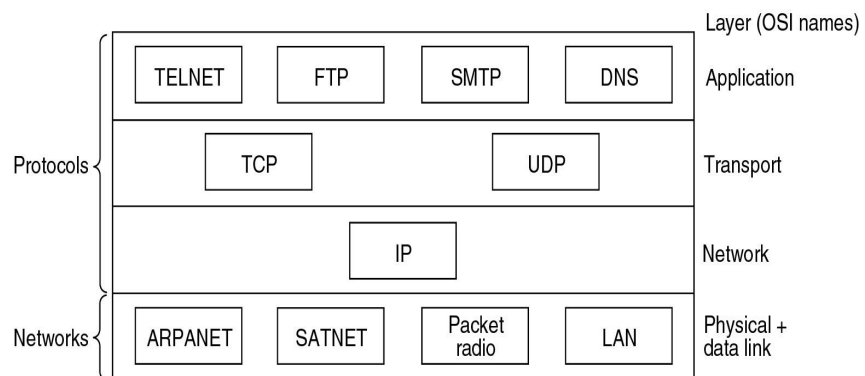 Layer (OSI names)
TELNET FTP SMTP DNS Application
Protocols TCP UDP Transport
IP Network
Networks ARPANET SATNET Packet radio LAN Physical + data link